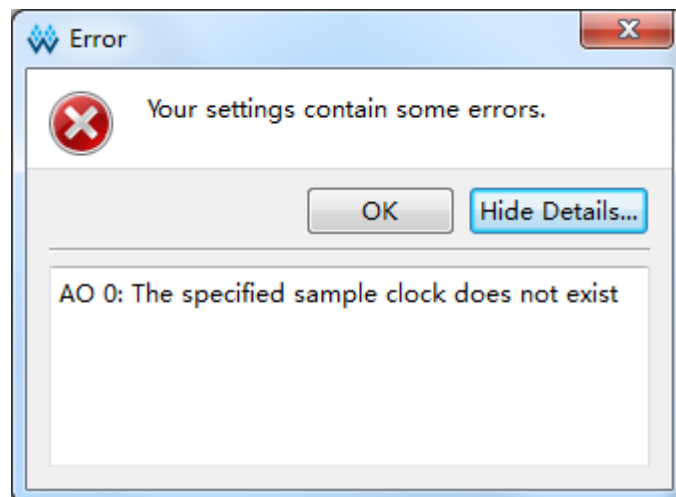 Error
Your settings contain some errors.
OK
Hide Details...
AO 0: The specified sample clock does not exist